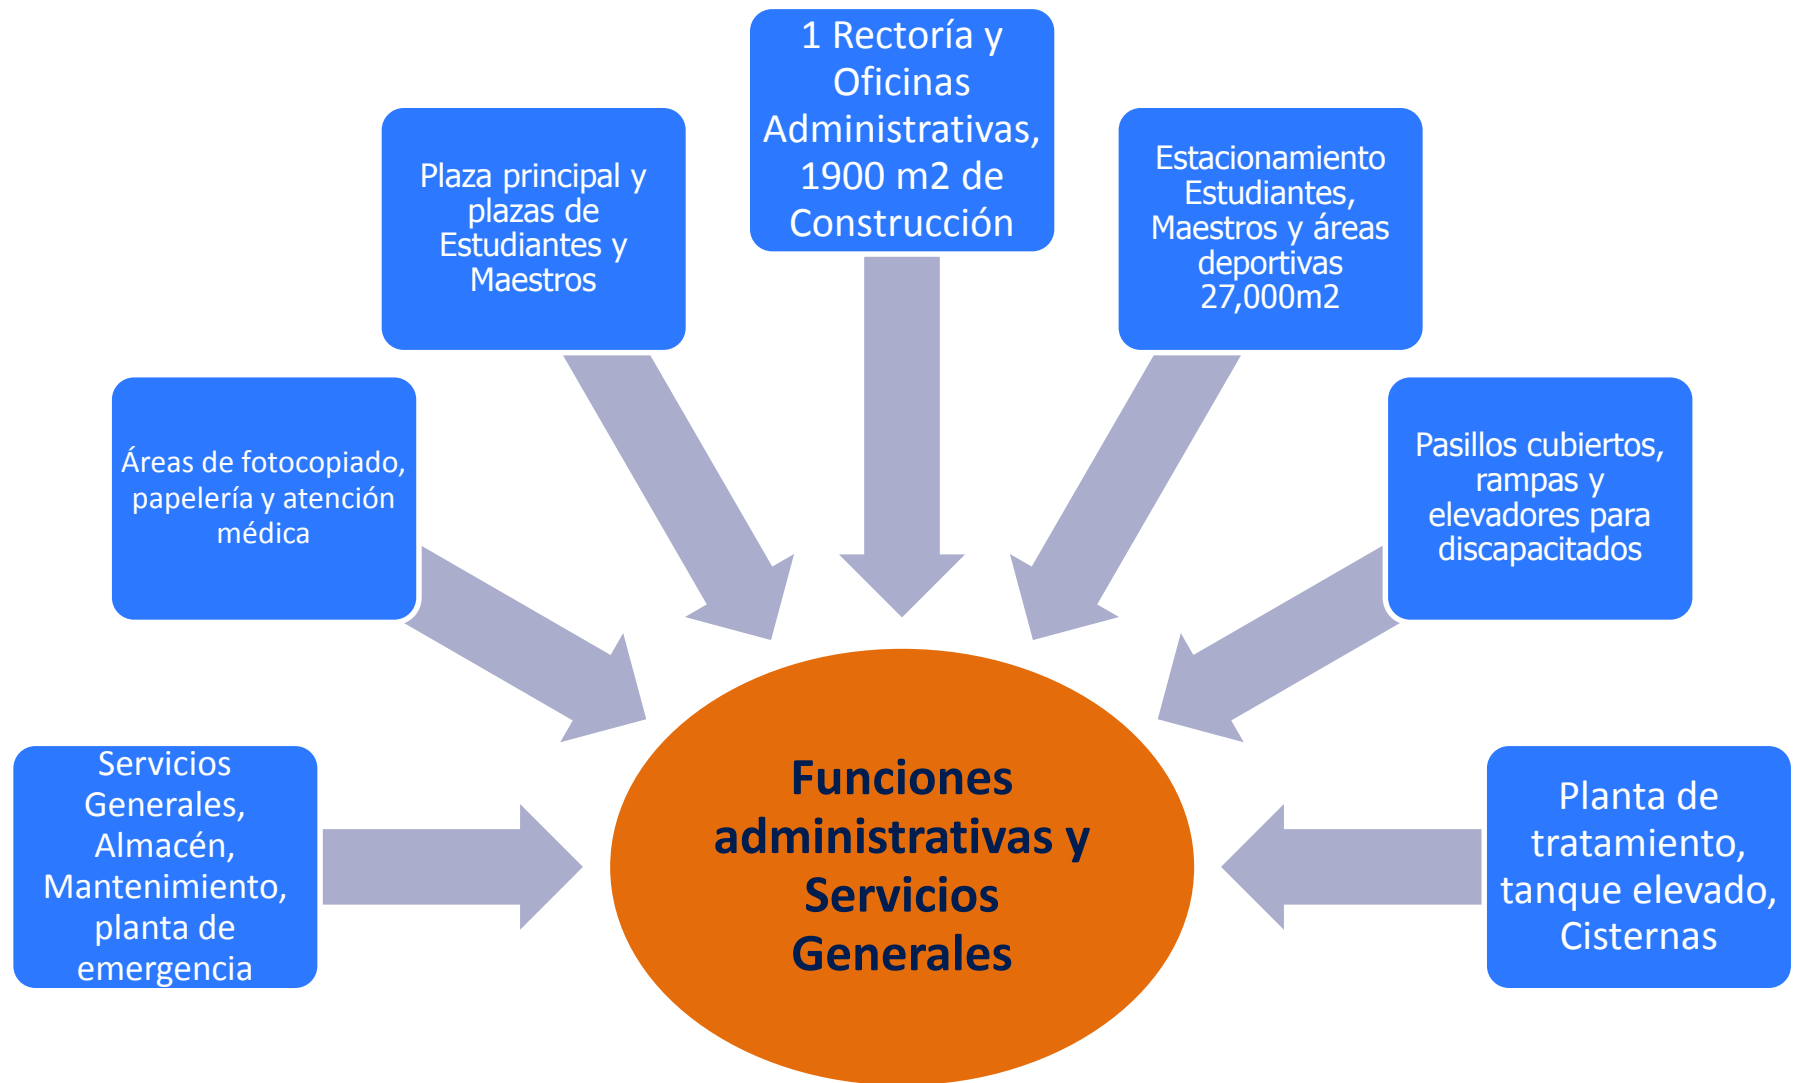 1 Rectoría y
Oficinas
Administrativas,
1900 m2 de
Construcción
Plaza principal y
plazas de
Estudiantes y
Maestros
Estacionamiento
Estudiantes,
Maestros y áreas
deportivas
27,000m2
Áreas de fotocopiado,
papelería y atención
médica
Pasillos cubiertos,
rampas y
elevadores para
discapacitados
Servicios
Generales,
Almacén,
Mantenimiento,
planta de
emergencia
Funciones
administrativas y
Servicios
Generales
Planta de
tratamiento,
tanque elevado,
Cisternas